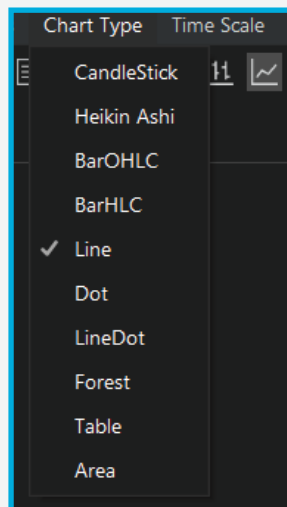 Chart Type Time Scale
CandleStick
Heikin Ashi
BarOHLC
BarHLC
Line
Dot
LineDot
Forest
Table
Area